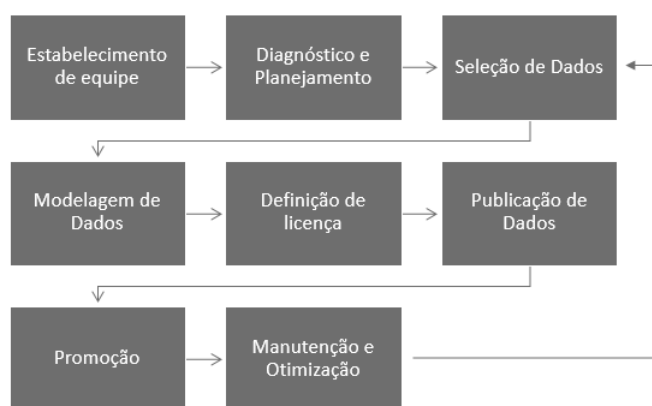 Estabelecimento
de equipe
Diagnóstico e
Planejamento
Seleção de Dados
Modelagem de
Dados
Definição de
licença
Publicação de
Dados
Promoção
Manutenção e
Otimização